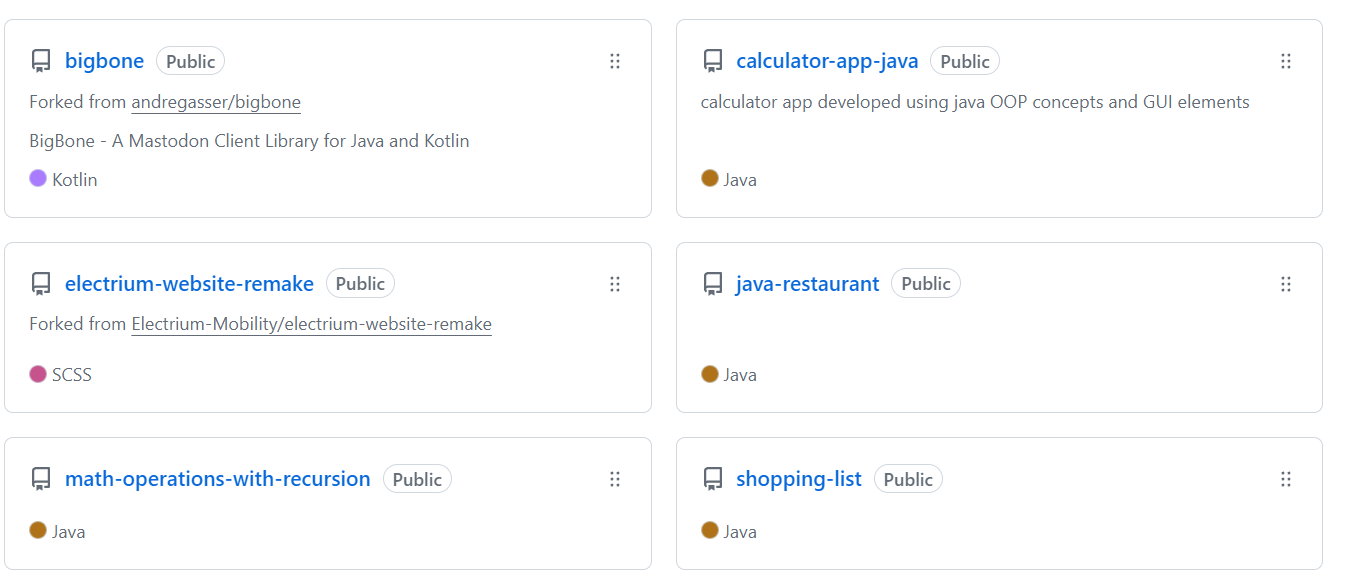 bigbone Public
Forked from andregasser/bigbone
BigBone - A Mastodon Client Library for Java and Kotlin
Kotlin
calculator-app-java Public
calculator app developed using java OOP concepts and GUI elements
Java
electrium-website-remake Public
Forked from Electrium-Mobility/electrium-website-remake
SCSS
java-restaurant Public
Java
math-operations-with-recursion Public
Java
shopping-list Public
Java